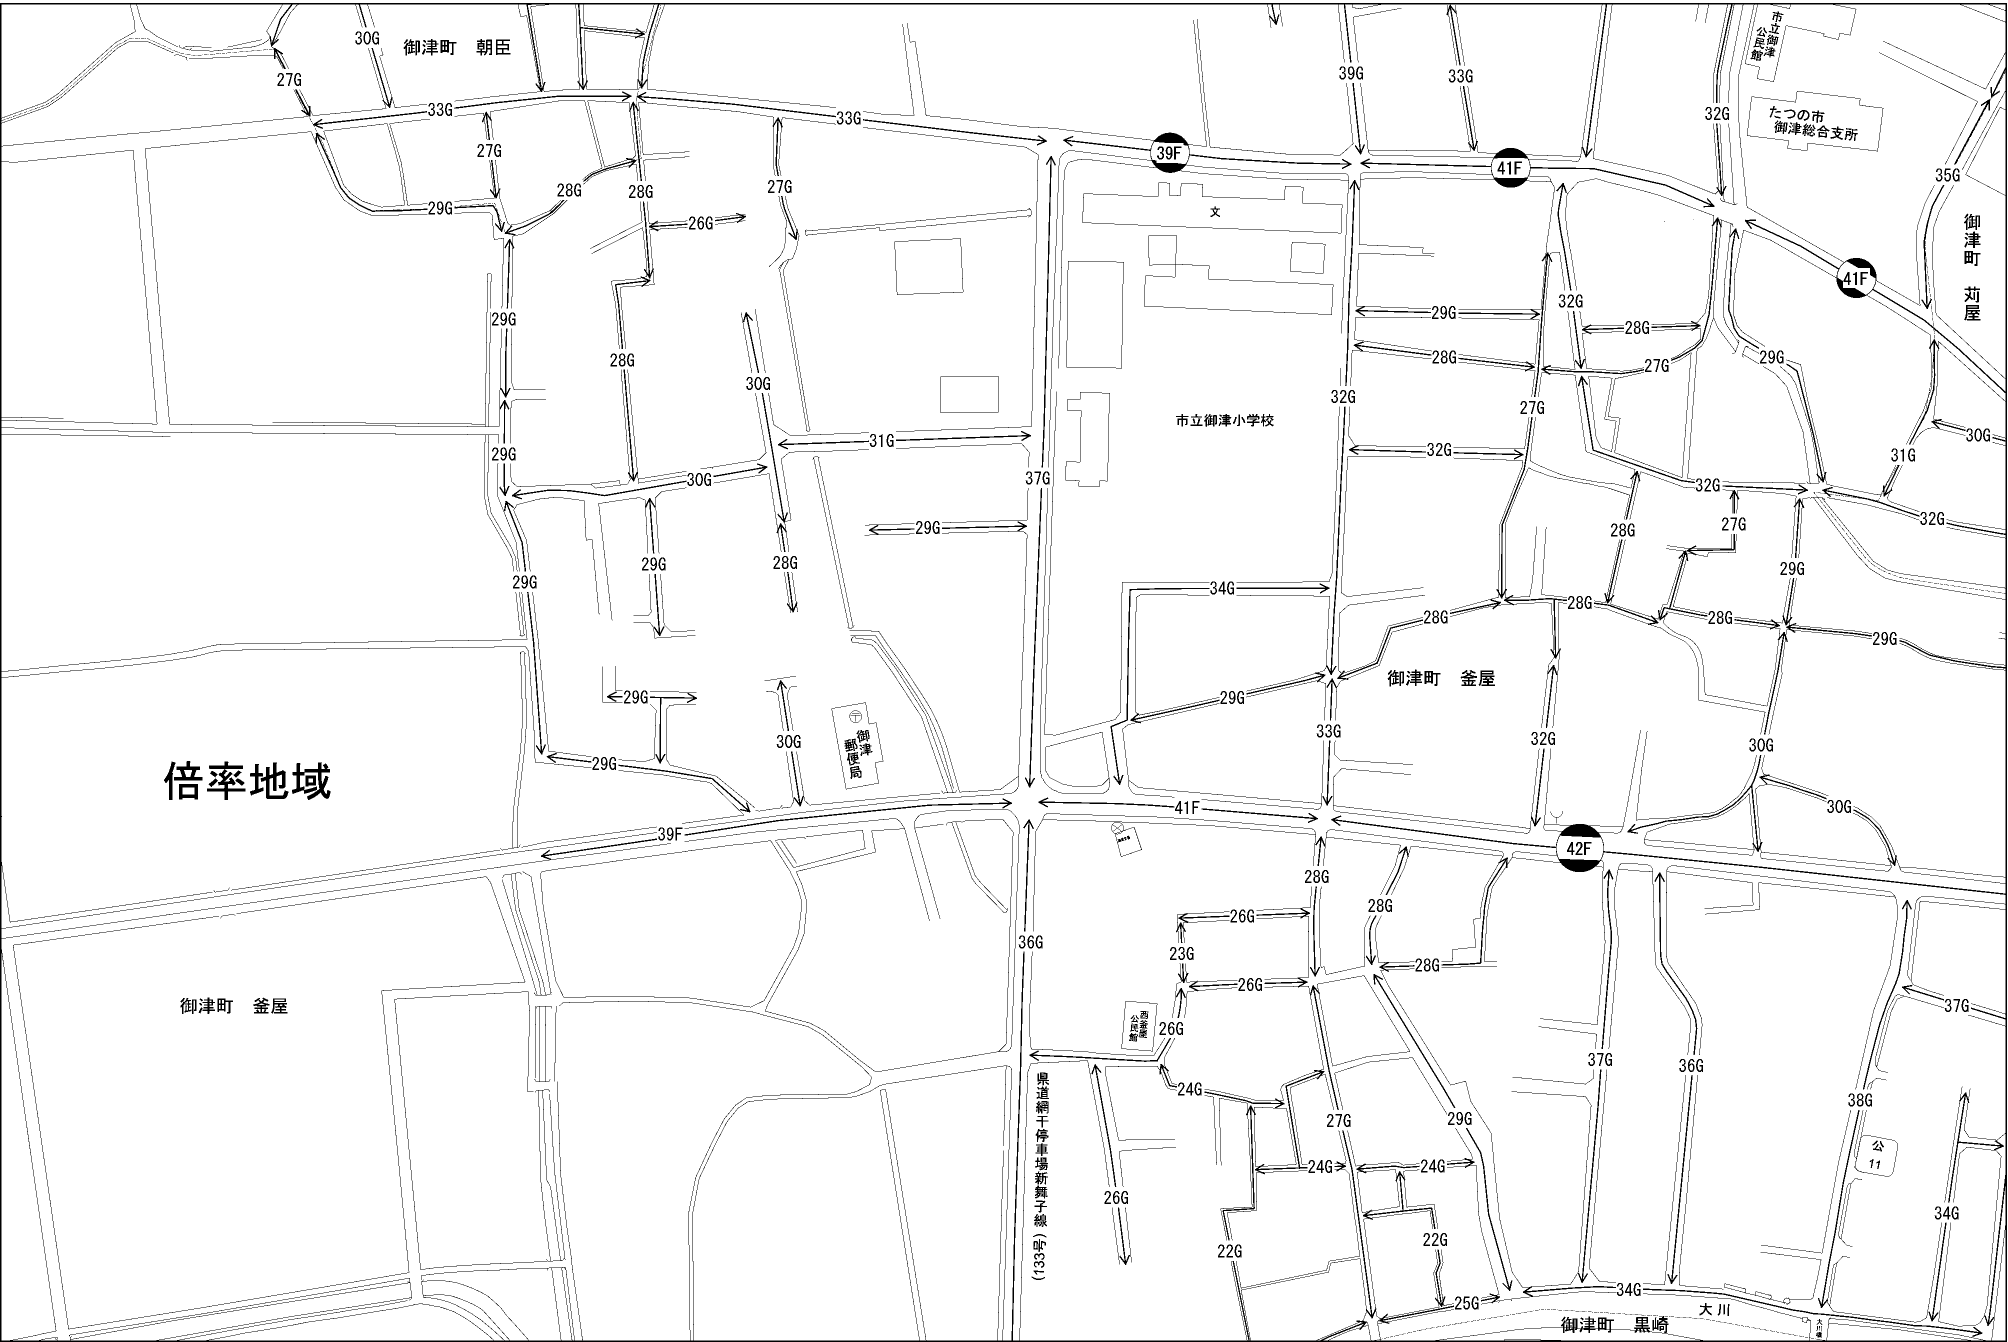 30G
御津町　朝臣
27G
33G
33G
39G
33G
32G
市立御津
公民館
たつの市
御津総合支所
39F
41F
35G
27G
28G
28G
27G
29G
26G
文
御津町　苅屋
41F
29G
28G
30G
29G
32G
28G
29G
28G
27G
32G
27G
市立御津小学校
29G
30G
31G
37G
32G
30G
31G
32G
32G
29G
28G
29G
29G
28G
27G
29G
34G
28G
28G
28G
29G
29G
29G
御津町　釜屋
33G
32G
30G
30G
御津
郵便局
倍率地域
29G
39F
41F
30G
42F
28G
26G
28G
36G
23G
28G
26G
御津町　釜屋
西釜屋
公民館
26G
37G
37G
36G
24G
27G
29G
38G
県道網干停車場新舞子線(133号)
24G
24G
公
11
26G
22G
22G
34G
25G
34G
大川
御津町　黒崎